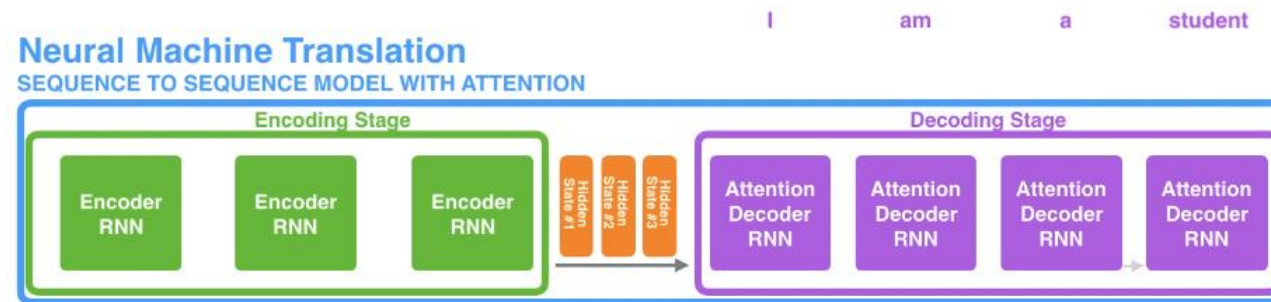 I am a student
Neural Machine Translation
SEQUENCE TO SEQUENCE MODEL WITH ATTENTION
Encoding Stage
Decoding Stage
Encoder
RNN
Encoder
RNN
Encoder
RNN
Hidden
State #1
Hidden
State #2
Hidden
State #3
Attention
Decoder
RNN
Attention
Decoder
RNN
Attention
Decoder
RNN
Attention
Decoder
RNN